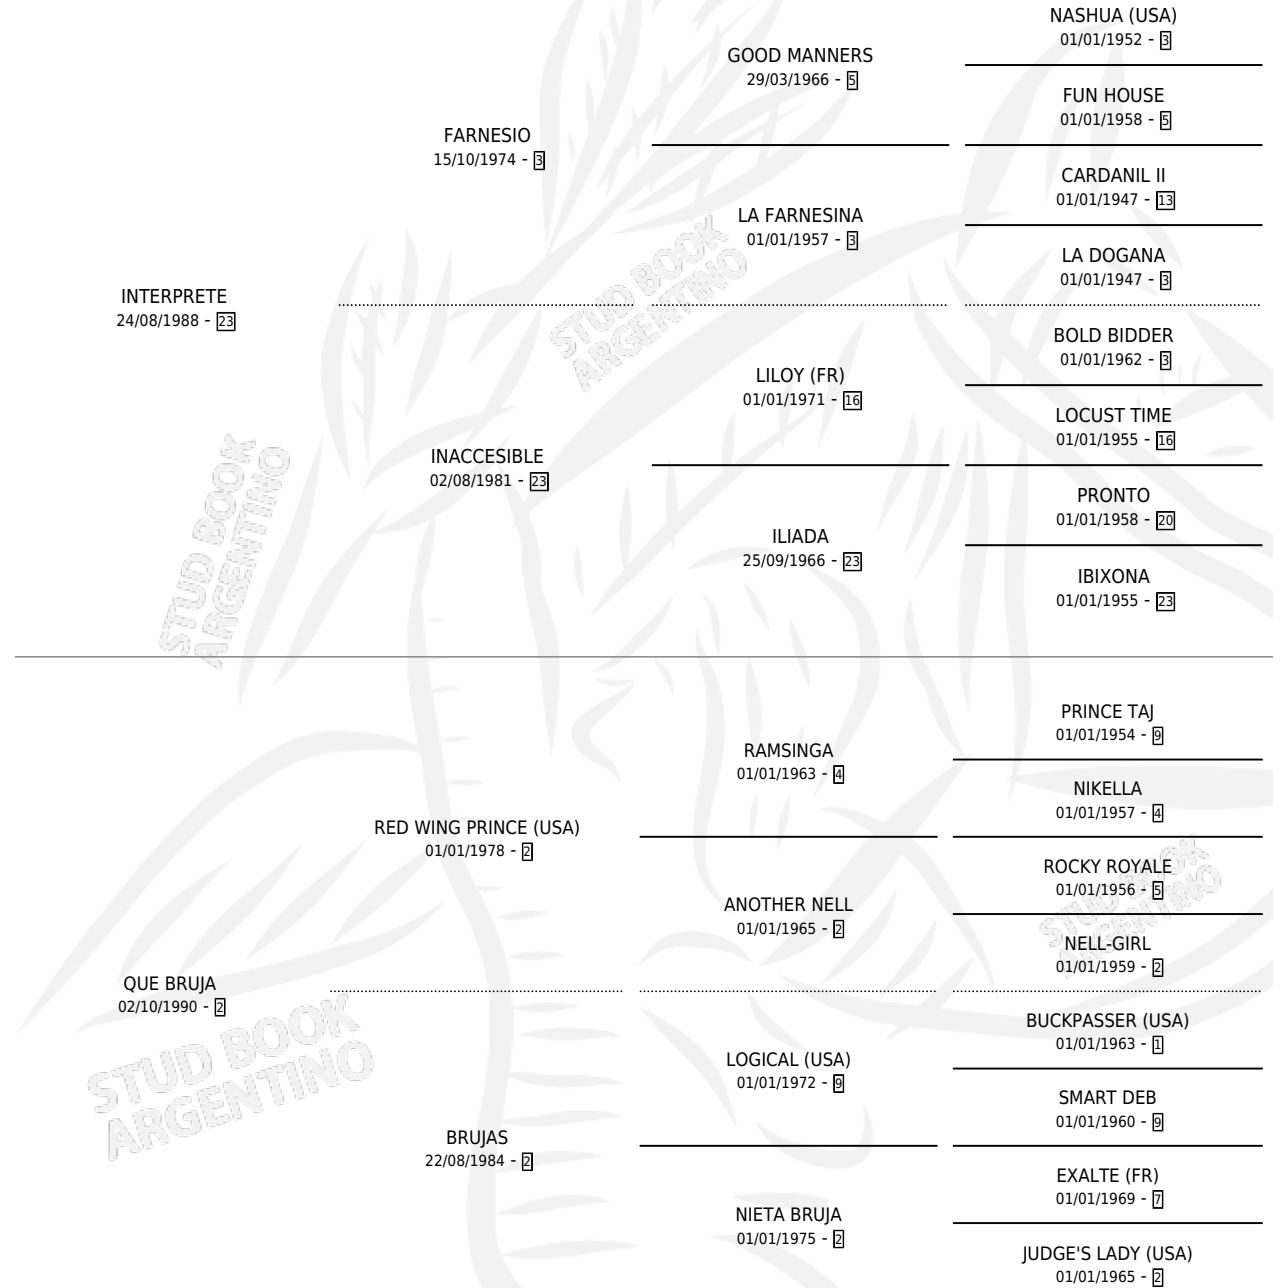 NASHUA (USA)
01/01/1952 - 3
GOOD MANNERS
29/03/1966 - 5
FUN HOUSE
01/01/1958 - 5
FARNESIO
15/10/1974 - 3
CARDANIL II
01/01/1947 - 13
LA FARNESINA
01/01/1957 - 3
LA DOGANA
01/01/1947 - 3
INTERPRETE
24/08/1988 - 23
BOLD BIDDER
01/01/1962 - 3
LILOY (FR)
01/01/1971 - 16
LOCUST TIME
01/01/1955 - 16
INACCESIBLE
02/08/1981 - 23
PRONTO
01/01/1958 - 20
ILIADA
25/09/1966 - 23
IBIXONA
01/01/1955 - 23
STUD BOOK
ARGENTINO
STUD BOOK
ARGENTINO
PRINCE TAJ
01/01/1954 - 9
RAMSINGA
01/01/1963 - 4
NIKELLA
01/01/1957 - 4
RED WING PRINCE (USA)
01/01/1978 - 2
ROCKY ROYALE
01/01/1956 - 5
ANOTHER NELL
01/01/1965 - 2
NELL-GIRL
01/01/1959 - 2
QUE BRUJA
02/10/1990 - 2
BUCKPASSER (USA)
01/01/1963 - 1
LOGICAL (USA)
01/01/1972 - 9
SMART DEB
01/01/1960 - 9
BRUJAS
22/08/1984 - 2
EXALTE (FR)
01/01/1969 - 7
NIETA BRUJA
01/01/1975 - 2
JUDGE'S LADY (USA)
01/01/1965 - 2
STUD BOOK
ARGENTINO
STUD BOOK
ARGENTINO